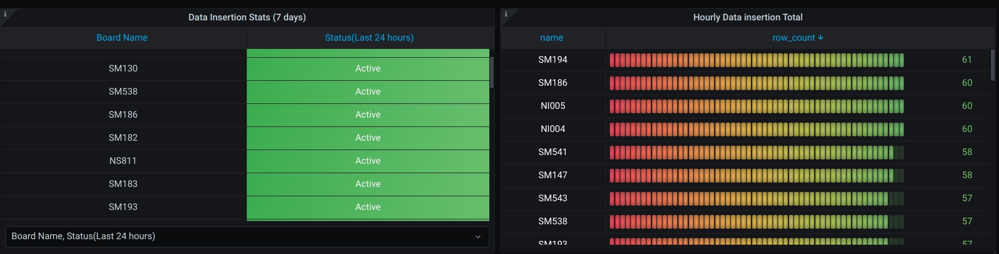 Data Insertion Stats (7 days)
Board Name Status(Last 24 hours)
SM130 Active
SM538 Active
SM186 Active
SM182 Active
NS811 Active
SM183 Active
SM193 Active
Board Name, Status(Last 24 hours)
Hourly Data insertion Total
name row_count
SM194 61
SM186 60
NI005 60
NI004 60
SM541 58
SM147 58
SM543 57
SM538 57
SM193 57